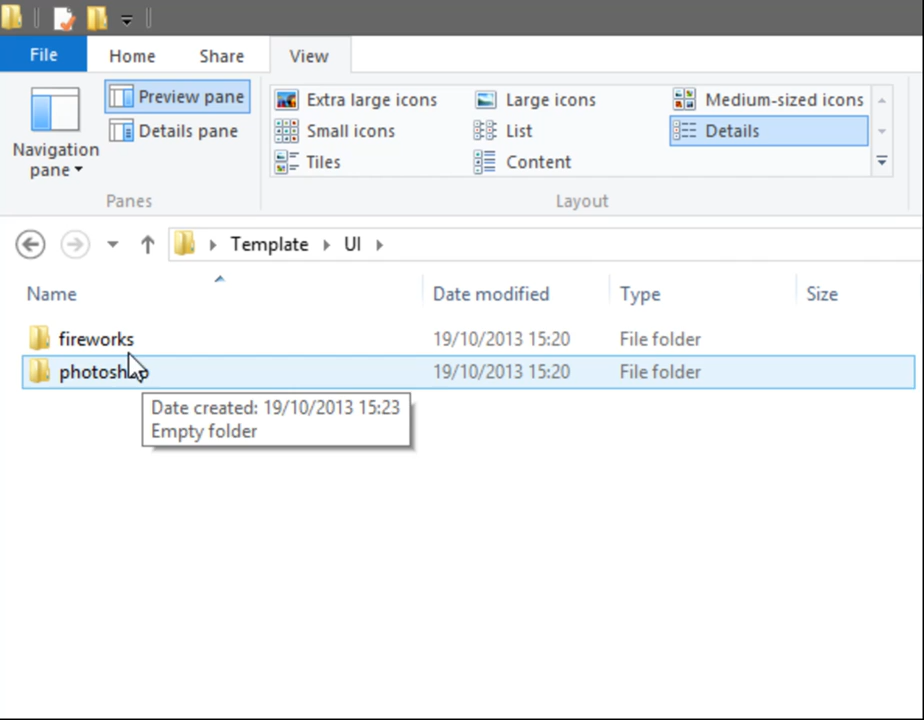 File Home Share View
Preview pane
Details pane
Navigation pane
Panes
Extra large icons Large icons Medium-sized icons
Small icons List Details
Tiles Content
Layout
Template UI
Name Date modified Type Size
fireworks 19/10/2013 15:20 File folder
photoshop 19/10/2013 15:20 File folder
Date created: 19/10/2013 15:23
Empty folder